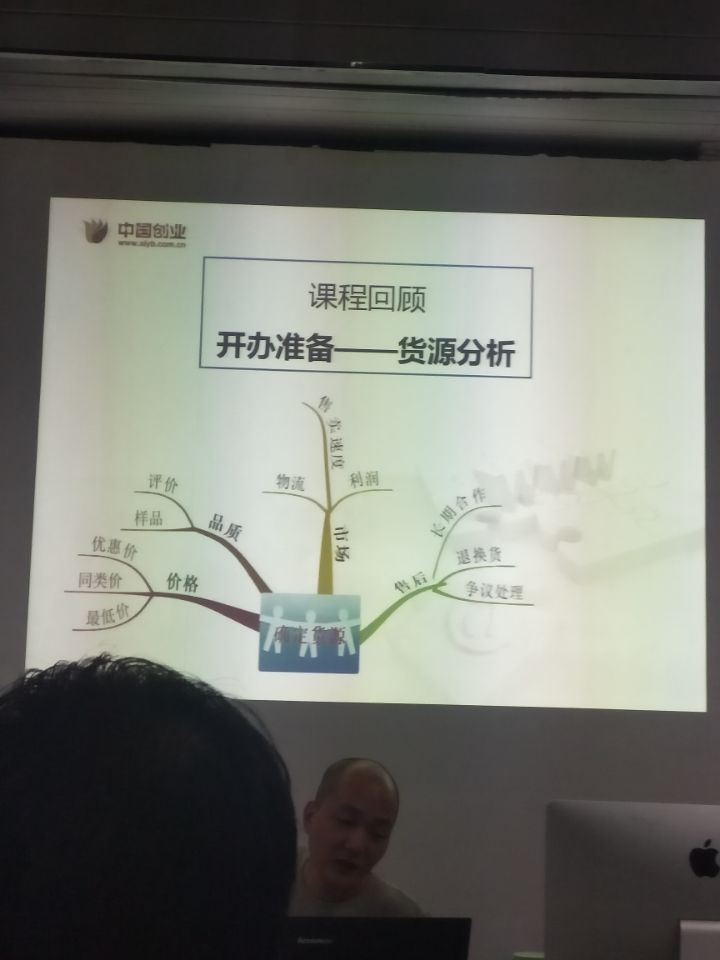 中国创业
www.siyb.com.cn
课程回顾
开办准备——货源分析
售卖速度
物流
利润
市场
评价
样品
品质
优惠价
同类价
最低价
价格
长期合作
退换货
争议处理
售后
确定货源
lenovo